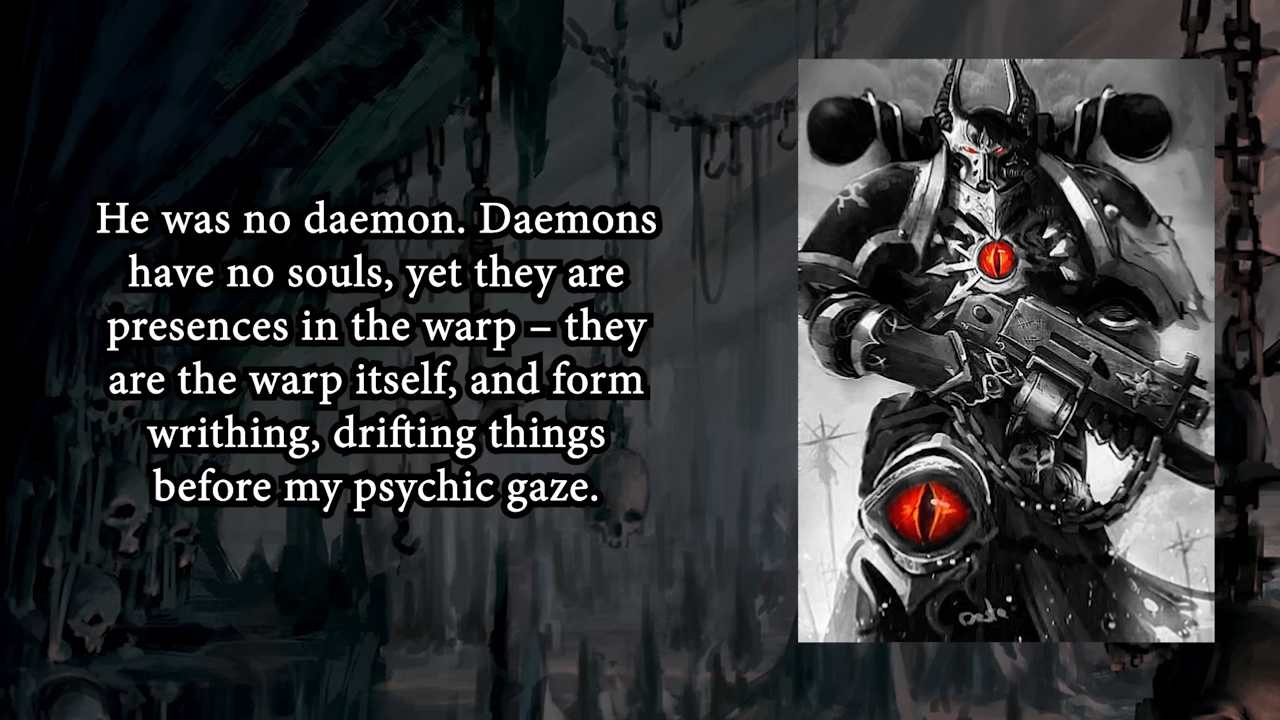 He was no daemon. Daemons
have no souls, yet they are
presences in the warp – they
are the warp itself, and form
writhing, drifting things
before my psychic gaze.